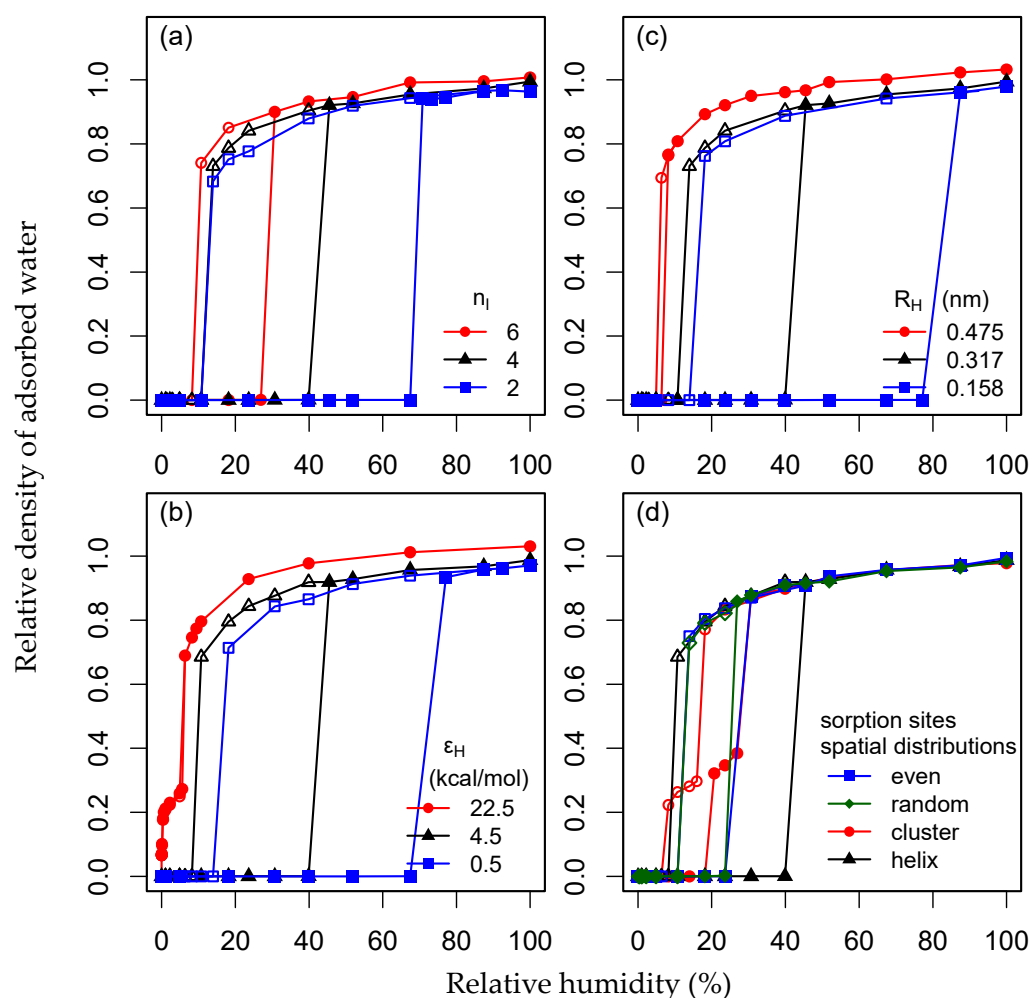 Relative density of adsorbed water
(a)
0.0 0.2 0.4 0.6 0.8 1.0
n_I
6
4
2
0 20 40 60 80 100
(c)
0.0 0.2 0.4 0.6 0.8 1.0
R_H (nm)
0.475
0.317
0.158
0 20 40 60 80 100
(b)
0.0 0.2 0.4 0.6 0.8 1.0
ε_H
(kcal/mol)
22.5
4.5
0.5
0 20 40 60 80 100
(d)
0.0 0.2 0.4 0.6 0.8 1.0
sorption sites
spatial distributions
even
random
cluster
helix
0 20 40 60 80 100
Relative humidity (%)